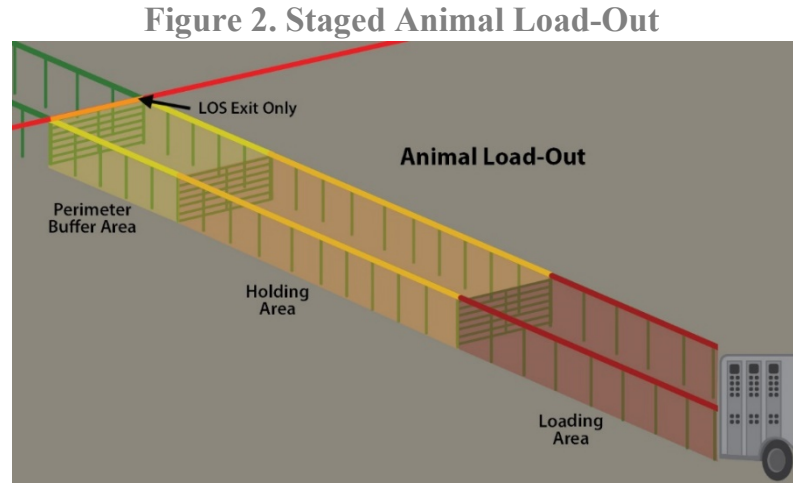 Figure 2. Staged Animal Load-Out
LOS Exit Only
Animal Load-Out
Perimeter
Buffer Area
Holding
Area
Loading
Area